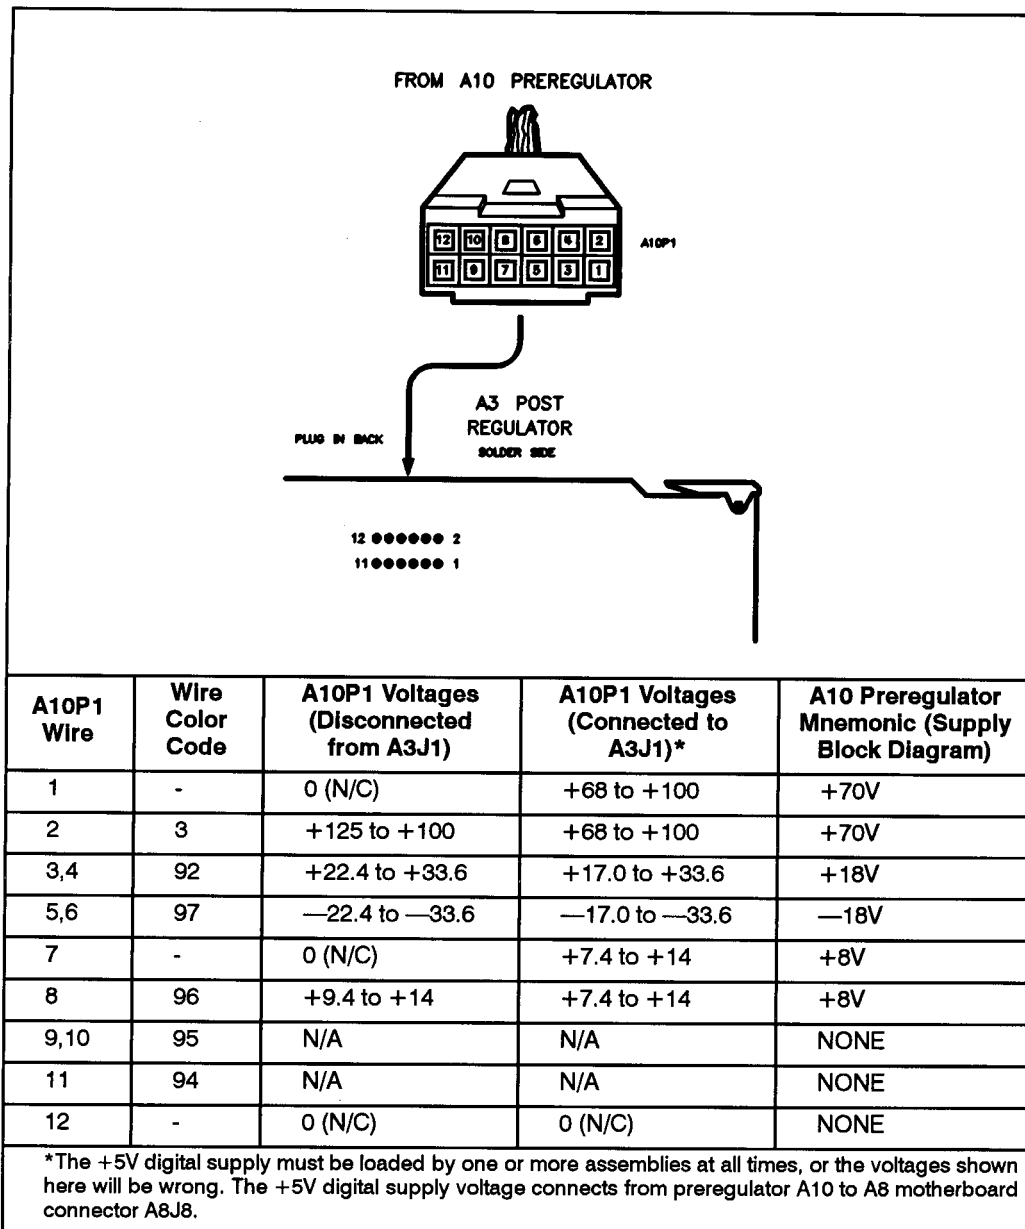 FROM A10 PREREGULATOR
12 10 8 6 4 2
A10P1
11 9 7 5 3 1
A3 POST
REGULATOR
PLUG IN BACK
SOLDER SIDE
12 2
11 1
A10P1 Wire | Wire Color Code | A10P1 Voltages (Disconnected from A3J1) | A10P1 Voltages (Connected to A3J1)* | A10 Preregulator Mnemonic (Supply Block Diagram)
1 | - | 0 (N/C) | +68 to +100 | +70V
2 | 3 | +125 to +100 | +68 to +100 | +70V
3,4 | 92 | +22.4 to +33.6 | +17.0 to +33.6 | +18V
5,6 | 97 | —22.4 to —33.6 | —17.0 to —33.6 | —18V
7 | - | 0 (N/C) | +7.4 to +14 | +8V
8 | 96 | +9.4 to +14 | +7.4 to +14 | +8V
9,10 | 95 | N/A | N/A | NONE
11 | 94 | N/A | N/A | NONE
12 | - | 0 (N/C) | 0 (N/C) | NONE
*The +5V digital supply must be loaded by one or more assemblies at all times, or the voltages shown
here will be wrong. The +5V digital supply voltage connects from preregulator A10 to A8 motherboard
connector A8J8.